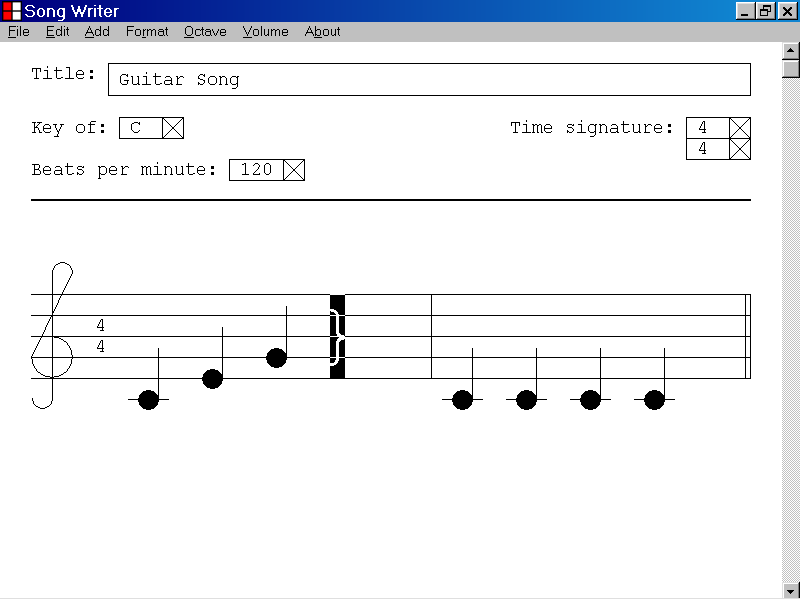 Song Writer
File Edit Add Format Octave Volume About
Title: Guitar Song
Key of: C Time signature: 4
4
Beats per minute: 120
4
4